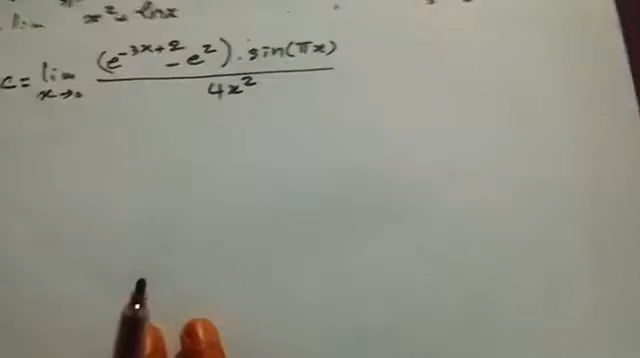 lim x² - lnx
C = lim x→0 (e^(-3x+2) - e²) . sin(πx) / 4x²